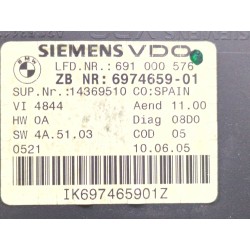 SIEMENS VDO
LFD.NR.: 691 000 576
ZB NR: 6974659-01
SUP.Nr.:14369510 CO:SPAIN
VI 4844 Aend 11.00
HW 0A Diag 08D0
SW 4A.51.03 COD 05
0521 10.06.05
IK697465901Z